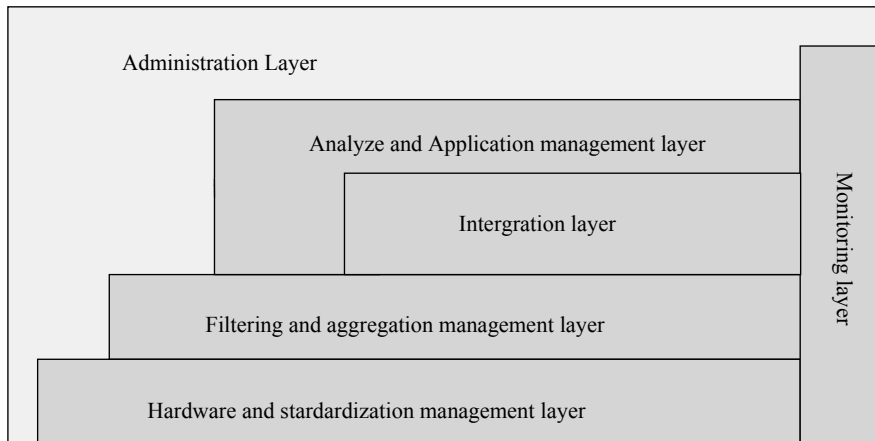 Administration Layer
Analyze and Application management layer
Intergration layer
Monitoring layer
Filtering and aggregation management layer
Hardware and stardardization management layer